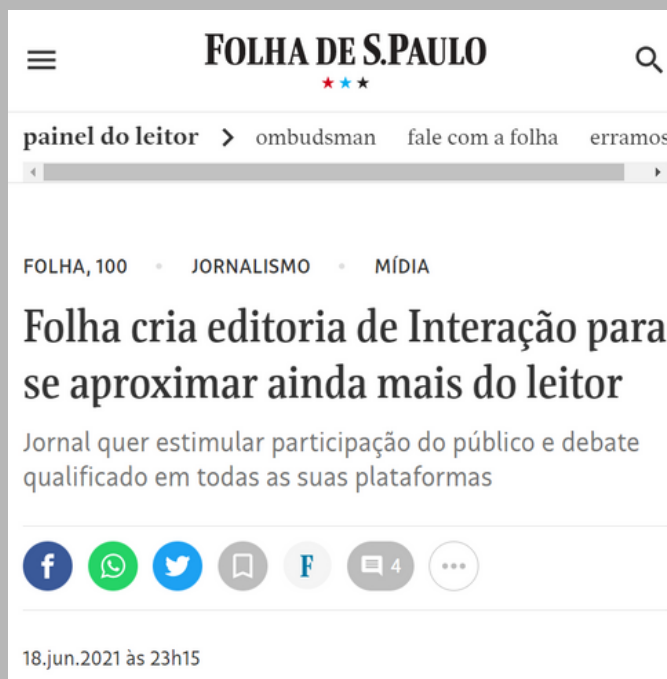 FOLHA DE S.PAULO
painel do leitor > ombudsman fale com a folha erramos
FOLHA, 100 • JORNALISMO • MÍDIA
Folha cria editoria de Interação para
se aproximar ainda mais do leitor
Jornal quer estimular participação do público e debate
qualificado em todas as suas plataformas
f F 4
18.jun.2021 às 23h15